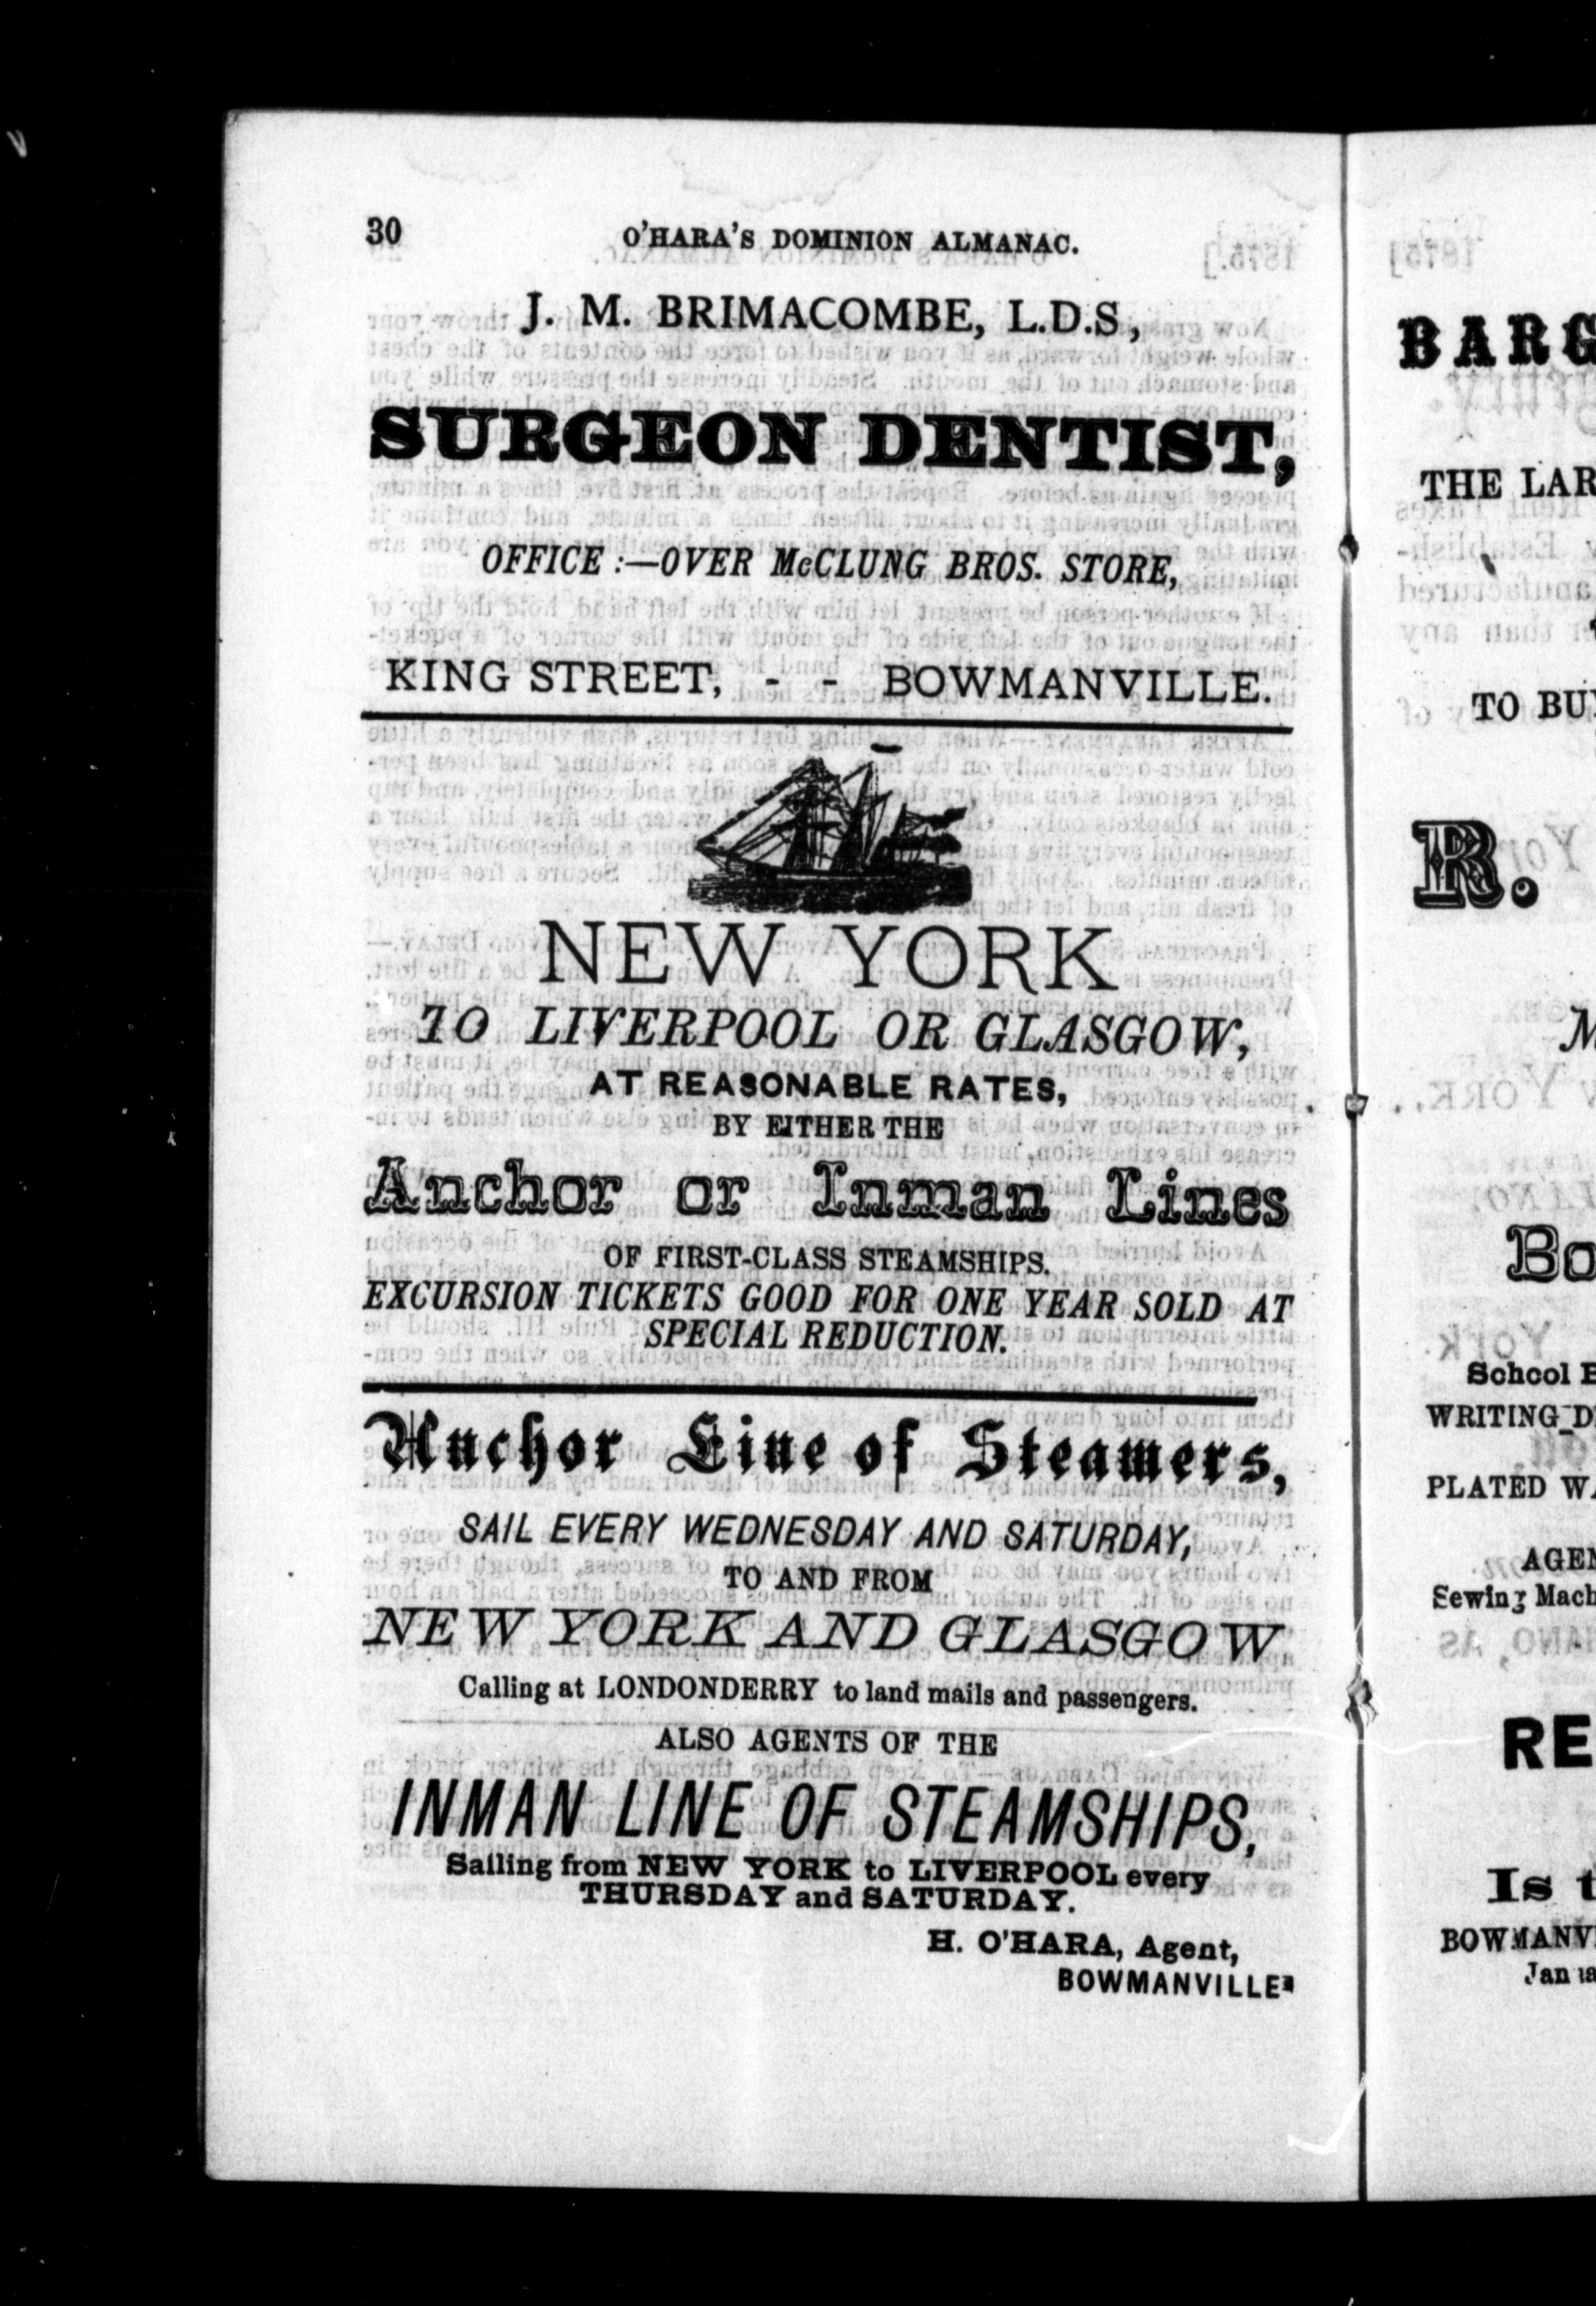 30
O'HARA'S DOMINION ALMANAC.
J. M. BRIMACOMBE, L.D.S,
SURGEON DENTIST,
OFFICE :—OVER McCLUNG BROS. STORE,
KING STREET, - - BOWMANVILLE.
NEW YORK
TO LIVERPOOL OR GLASGOW,
AT REASONABLE RATES,
BY EITHER THE
Anchor or Inman Lines
OF FIRST-CLASS STEAMSHIPS.
EXCURSION TICKETS GOOD FOR ONE YEAR SOLD AT
SPECIAL REDUCTION.
Anchor Line of Steamers,
SAIL EVERY WEDNESDAY AND SATURDAY,
TO AND FROM
NEW YORK AND GLASGOW
Calling at LONDONDERRY to land mails and passengers.
ALSO AGENTS OF THE
INMAN LINE OF STEAMSHIPS,
Sailing from NEW YORK to LIVERPOOL every
THURSDAY and SATURDAY.
H. O'HARA, Agent,
BOWMANVILLE
BARG
THE LAR
TO BU
R.
M
Bo
School
WRITING D
PLATED W
AGEN
Sewing Mach
RE
Is t
BOWMANV
Janua